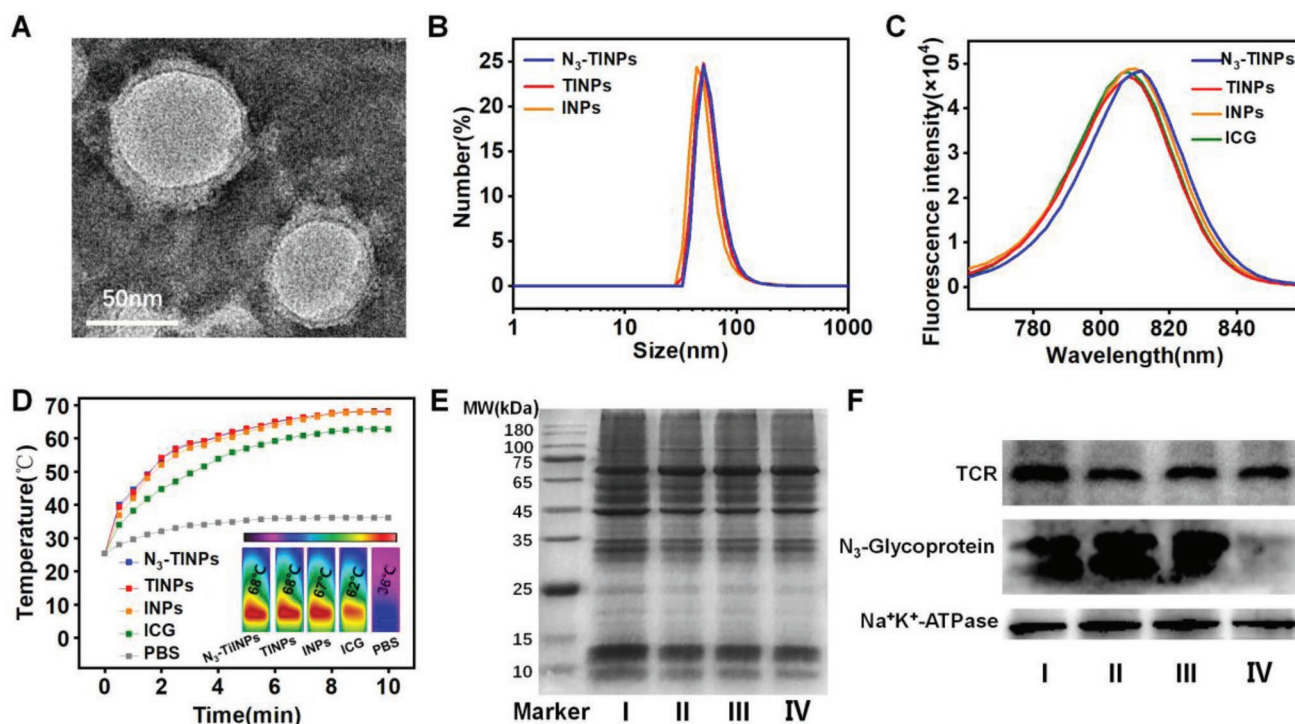 A
50nm
B
N₃-TINPs
TINPs
INPs
25
20
15
10
5
0
Number(%)
1
10
100
1000
Size(nm)
C
N₃-TINPs
TINPs
INPs
ICG
5
4
3
2
1
0
Fluorescence intensity(×10⁴)
780
800
820
840
Wavelength(nm)
D
70
60
50
40
30
20
10
0
Temperature(℃)
N₃-TINPs
TINPs
INPs
ICG
PBS
68°C
68°C
67°C
62°C
36°C
N₃-TiINPs
TINPs
INPs
ICG
PBS
0
2
4
6
8
10
Time(min)
E
MW(kDa)
180
100
75
65
45
35
25
15
10
Marker I II III IV
F
TCR
N₃-Glycoprotein
Na⁺K⁺-ATPase
I II III IV